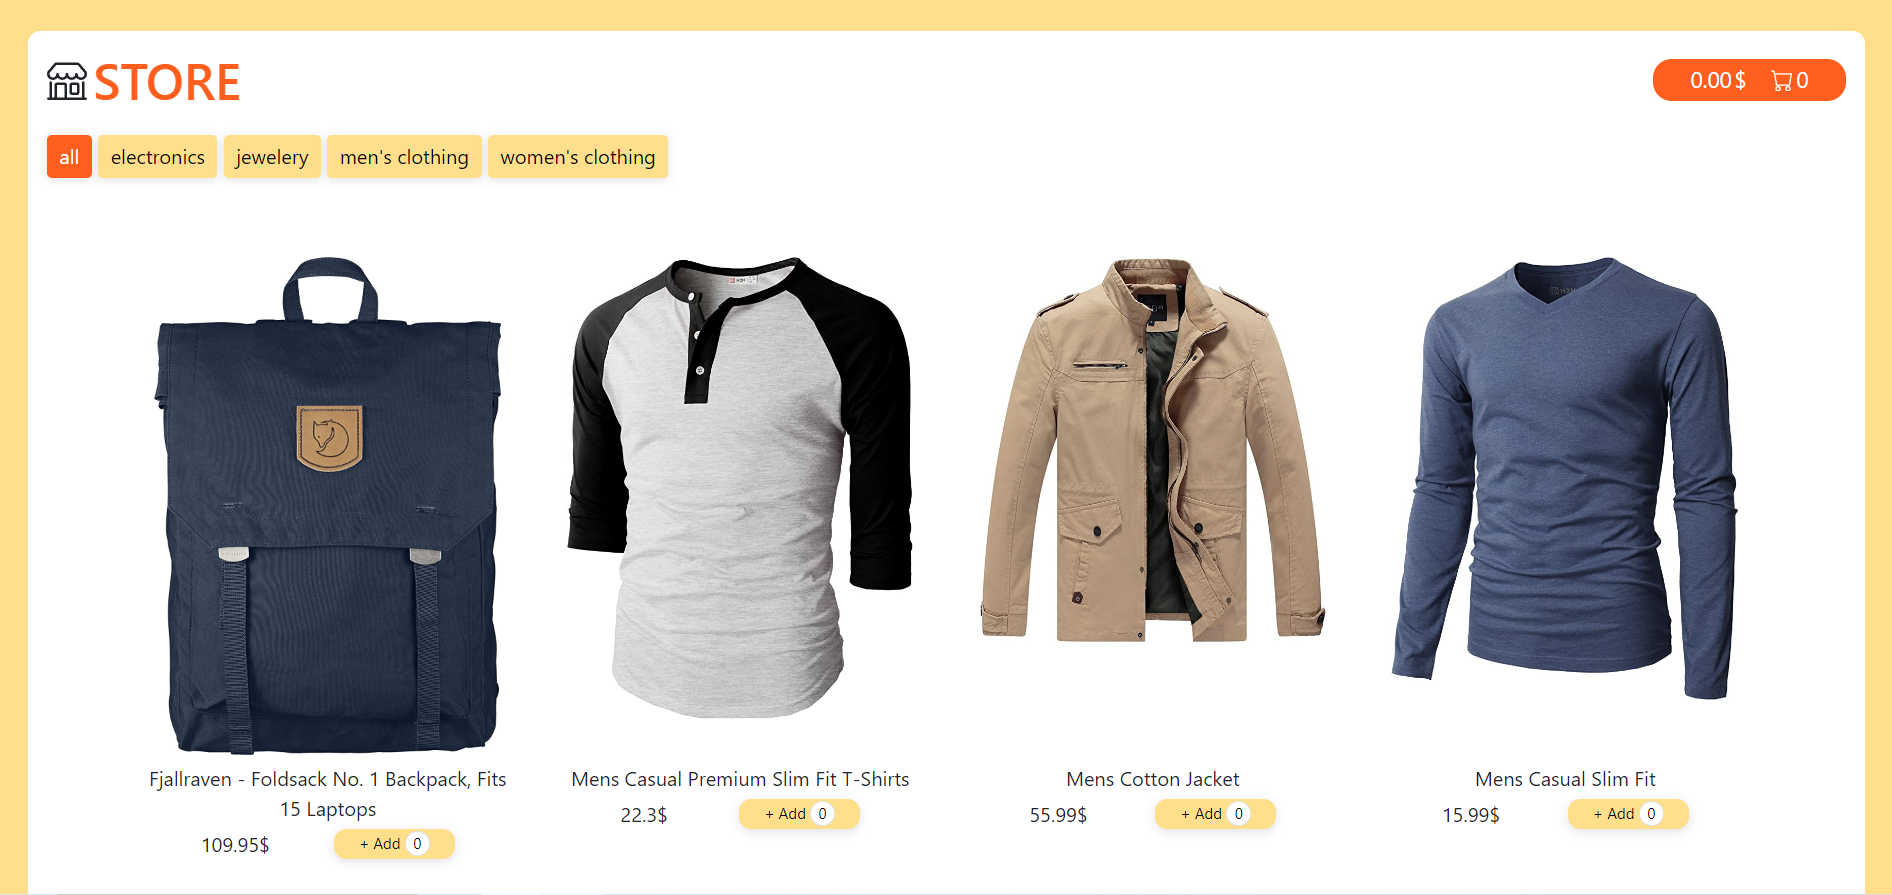 STORE
0.00$ 0
all electronics jewelery men's clothing women's clothing
Fjallraven - Foldsack No. 1 Backpack, Fits
15 Laptops
109.95$ + Add 0
Mens Casual Premium Slim Fit T-Shirts
22.3$ + Add 0
Mens Cotton Jacket
55.99$ + Add 0
Mens Casual Slim Fit
15.99$ + Add 0